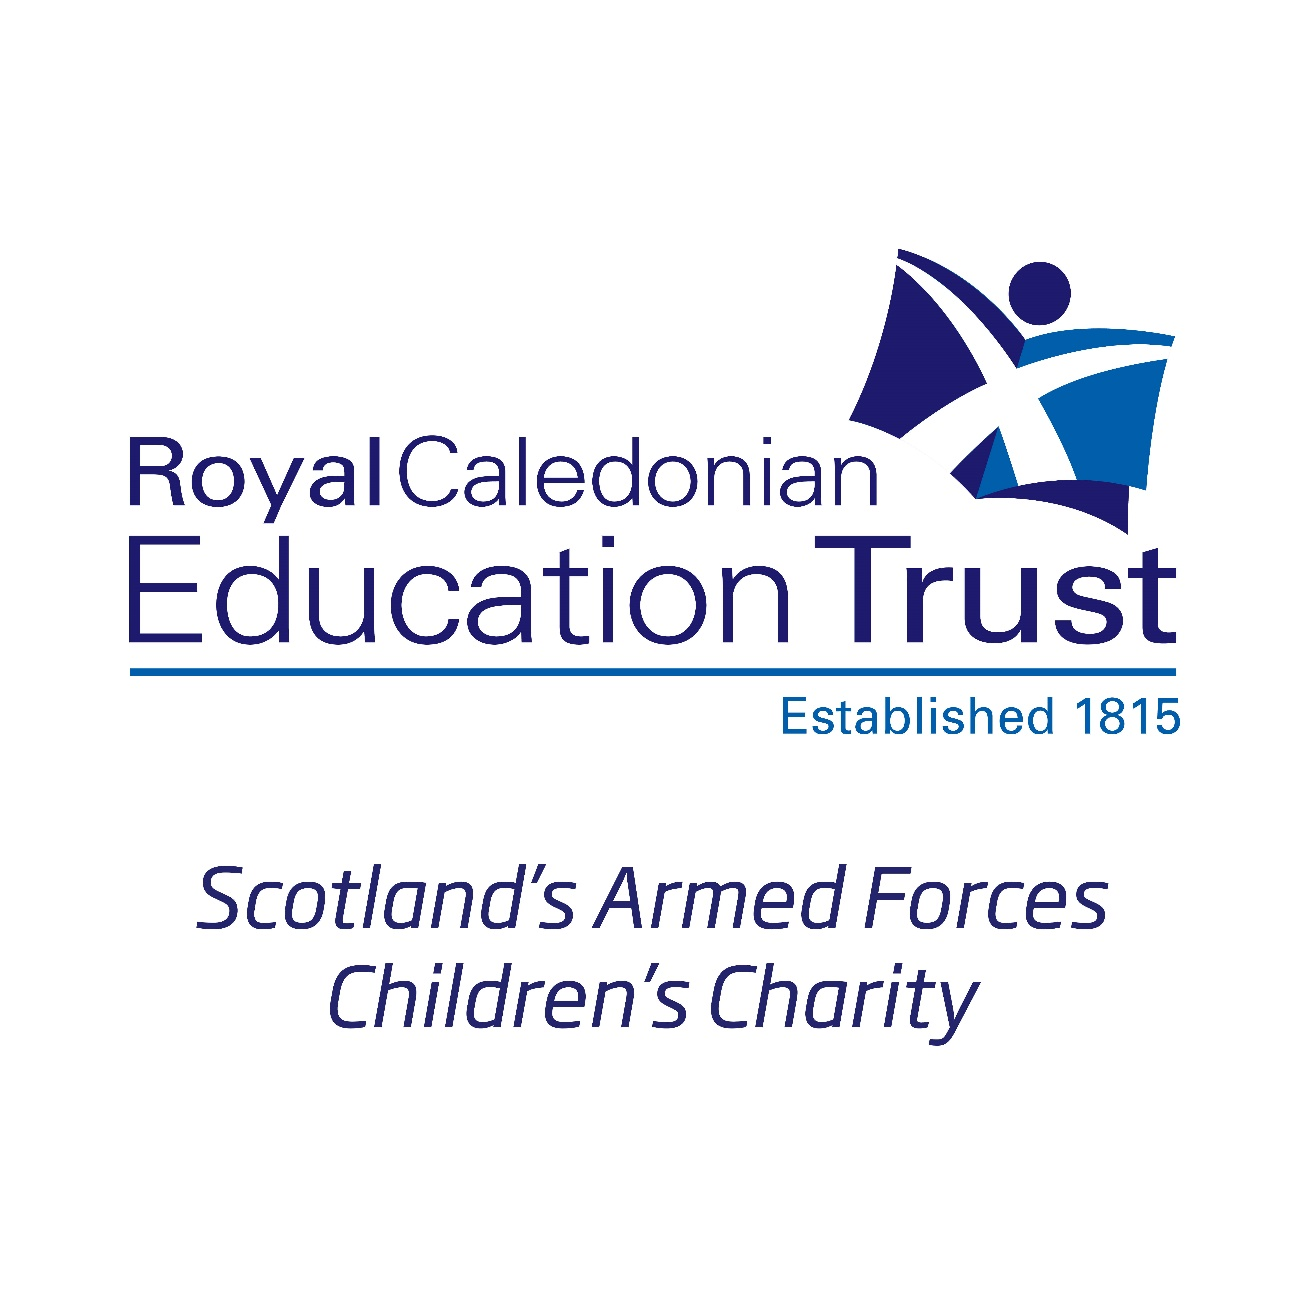 Royal Caledonian
Education Trust
Established 1815
Scotland’s Armed Forces
Children’s Charity